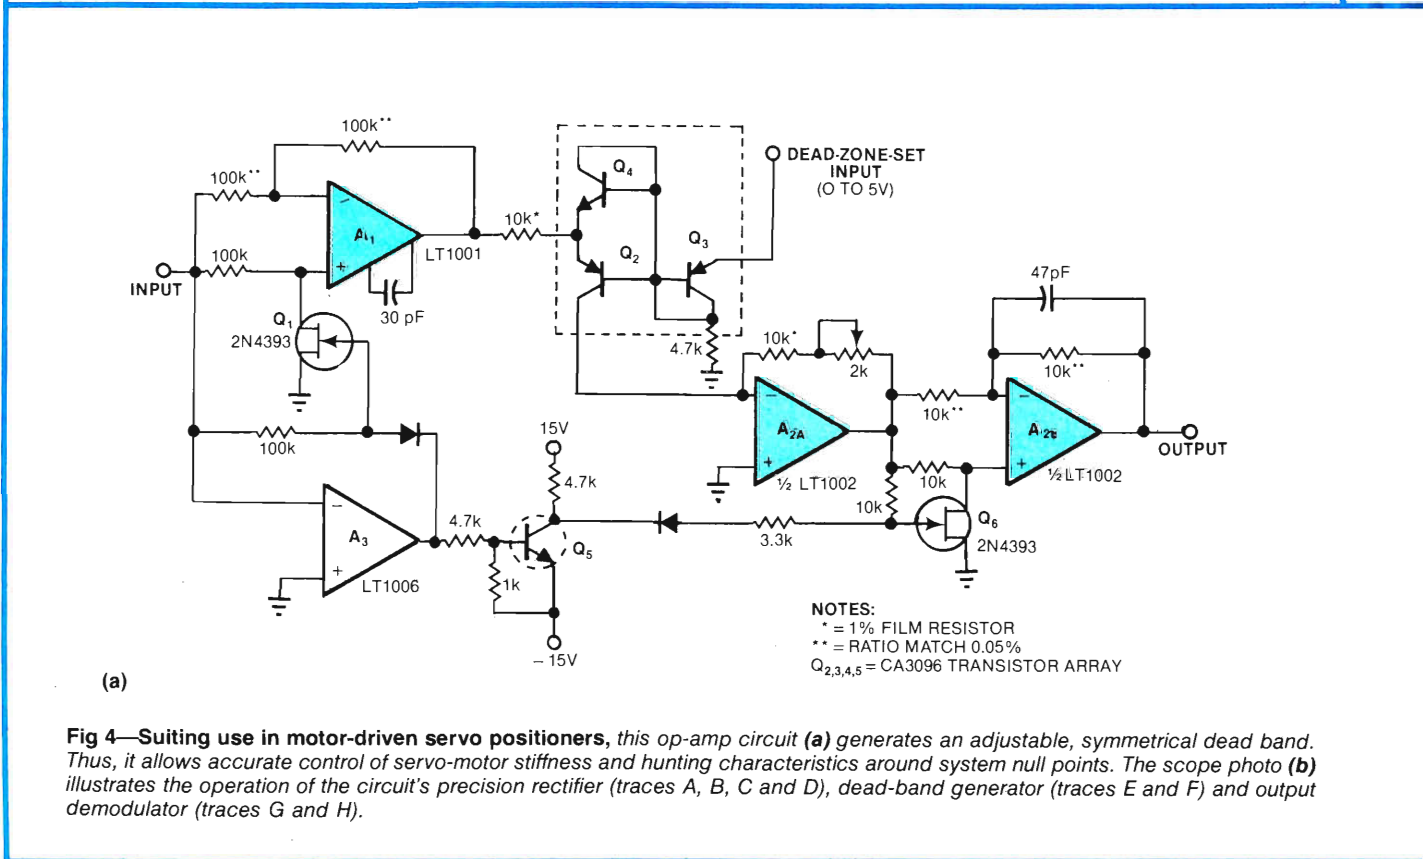 100k**
100k**
100k
INPUT
A1
LT1001
30 pF
Q1
2N4393
10k*
Q4
Q2
Q3
DEAD-ZONE-SET
INPUT
(O TO 5V)
4.7k
10k*
2k
47pF
10k**
10k**
A2A
½ LT1002
½ LT1002
OUTPUT
10k
10k
Q6
2N4393
3.3k
100k
A3
LT1006
4.7k
1k
15V
4.7k
Q5
– 15V
NOTES:
* = 1% FILM RESISTOR
** = RATIO MATCH 0.05%
Q2,3,4,5 = CA3096 TRANSISTOR ARRAY
(a)
Fig 4—Suiting use in motor-driven servo positioners, this op-amp circuit (a) generates an adjustable, symmetrical dead band.
Thus, it allows accurate control of servo-motor stiffness and hunting characteristics around system null points. The scope photo (b)
illustrates the operation of the circuit's precision rectifier (traces A, B, C and D), dead-band generator (traces E and F) and output
demodulator (traces G and H).